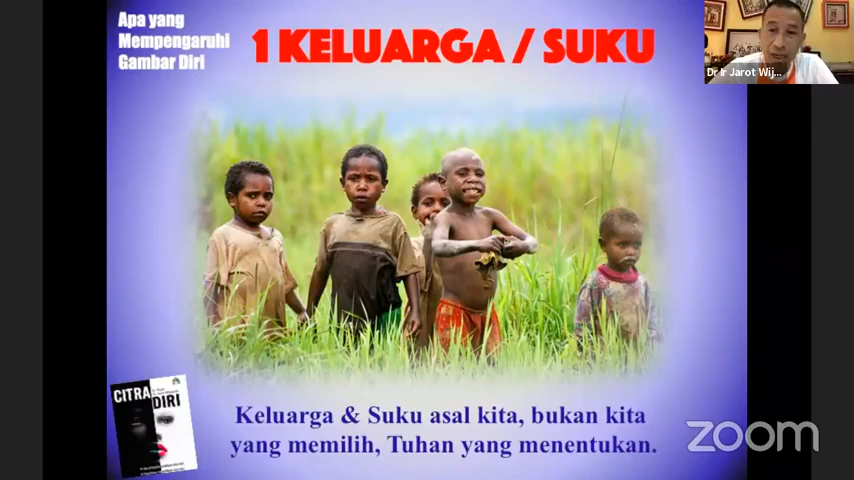 Apa yang
Mempengaruhi
Gambar Diri
1 KELUARGA / SUKU
Dr Ir Jarot Wij...
CITRA
DIRI
Keluarga & Suku asal kita, bukan kita
yang memilih, Tuhan yang menentukan.
zoom